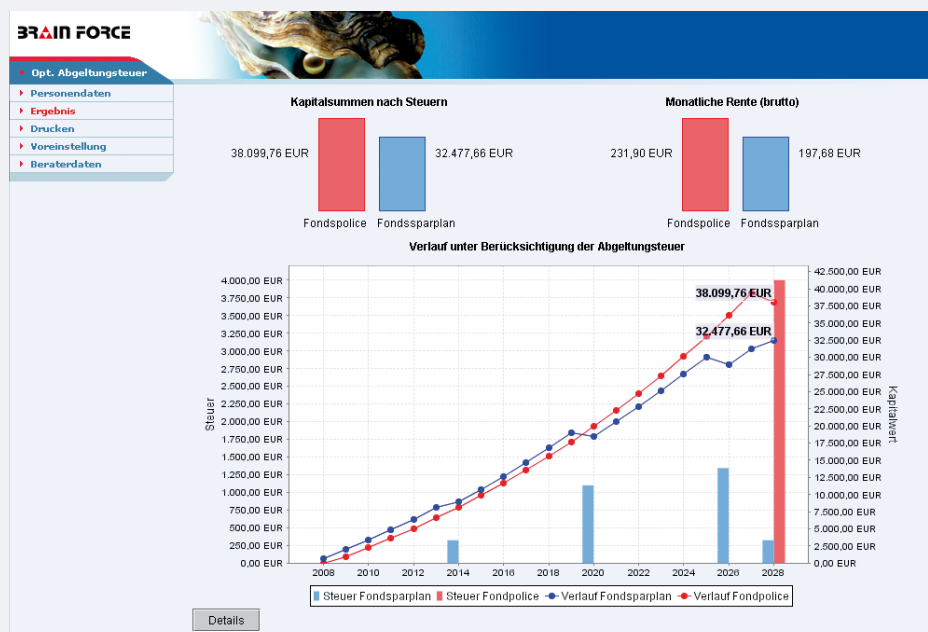 BRAIN FORCE
Opt. Abgeltungsteuer
Personendaten
Ergebnis
Drucken
Voreinstellung
Beraterdaten
Kapitalsummen nach Steuern
38.099,76 EUR
32.477,66 EUR
Fondspolice Fondssparplan
Monatliche Rente (brutto)
231,90 EUR
197,68 EUR
Fondspolice Fondssparplan
Verlauf unter Berücksichtigung der Abgeltungsteuer
Steuer
4.000,00 EUR
3.750,00 EUR
3.500,00 EUR
3.250,00 EUR
3.000,00 EUR
2.750,00 EUR
2.500,00 EUR
2.250,00 EUR
2.000,00 EUR
1.750,00 EUR
1.500,00 EUR
1.250,00 EUR
1.000,00 EUR
750,00 EUR
500,00 EUR
250,00 EUR
0,00 EUR
38.099,76 EUR
32.477,66 EUR
42.500,00 EUR
40.000,00 EUR
37.500,00 EUR
35.000,00 EUR
32.500,00 EUR
30.000,00 EUR
27.500,00 EUR
25.000,00 EUR
22.500,00 EUR
20.000,00 EUR
17.500,00 EUR
15.000,00 EUR
12.500,00 EUR
10.000,00 EUR
7.500,00 EUR
5.000,00 EUR
2.500,00 EUR
0,00 EUR
Kapitalwert
2008 2010 2012 2014 2016 2018 2020 2022 2024 2026 2028
Steuer Fondsparplan Steuer Fondpolice Verlauf Fondsparplan Verlauf Fondpolice
Details